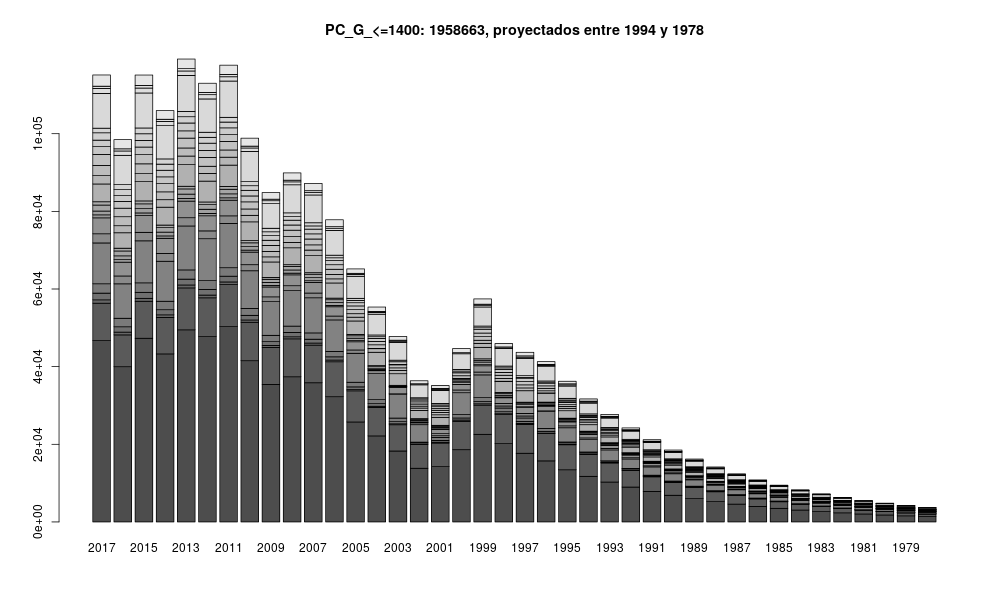 PC_G_<=1400: 1958663, proyectados entre 1994 y 1978
1e+05
8e+04
6e+04
4e+04
2e+04
0e+00
2017 2015 2013 2011 2009 2007 2005 2003 2001 1999 1997 1995 1993 1991 1989 1987 1985 1983 1981 1979